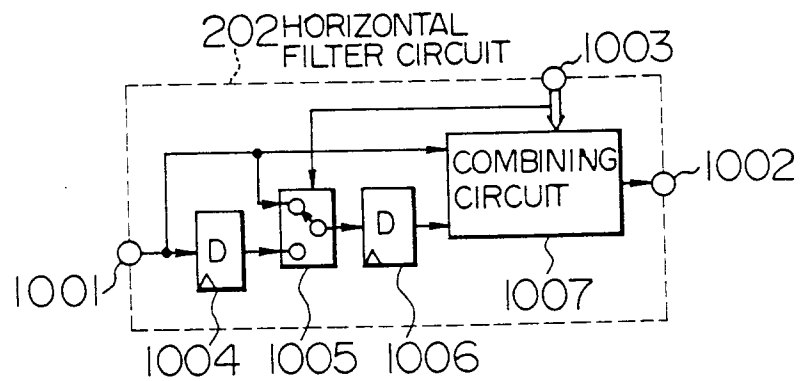 202 HORIZONTAL
FILTER CIRCUIT
1003
COMBINING
CIRCUIT
1002
D
D
1001
1007
1004
1005
1006